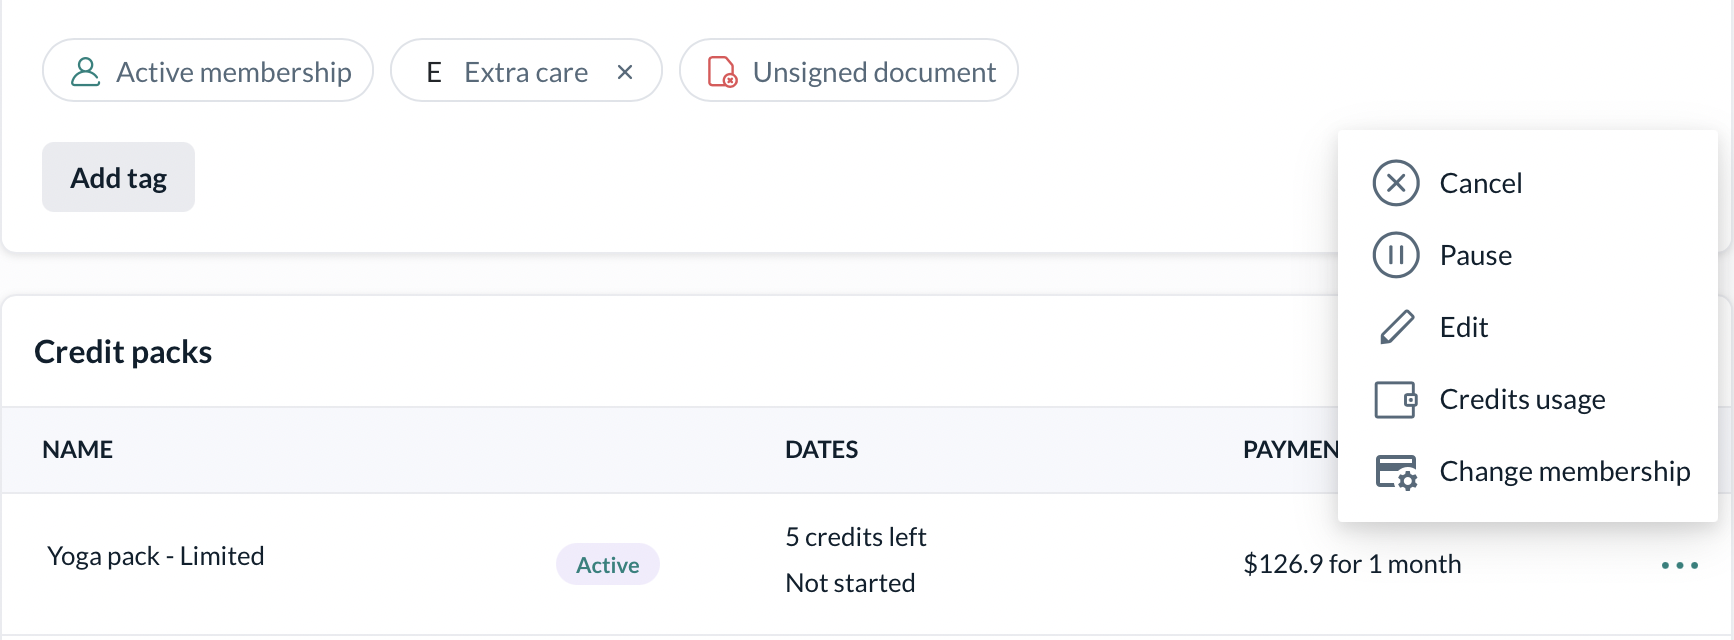 Active membership
E Extra care
Unsigned document
Add tag
Cancel
Pause
Edit
Credits usage
Change membership
Credit packs
NAME
DATES
PAYMEN
Yoga pack - Limited
Active
5 credits left
Not started
$126.9 for 1 month